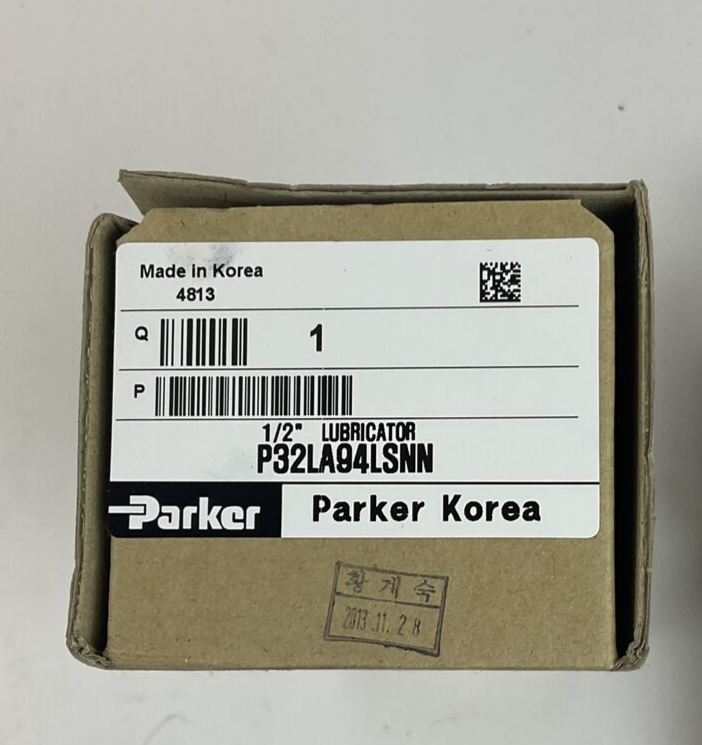 Made in Korea
4813
Q 1
P
1/2" LUBRICATOR
P32LA94LSNN
Parker Parker Korea
황계숙
2013.11.28